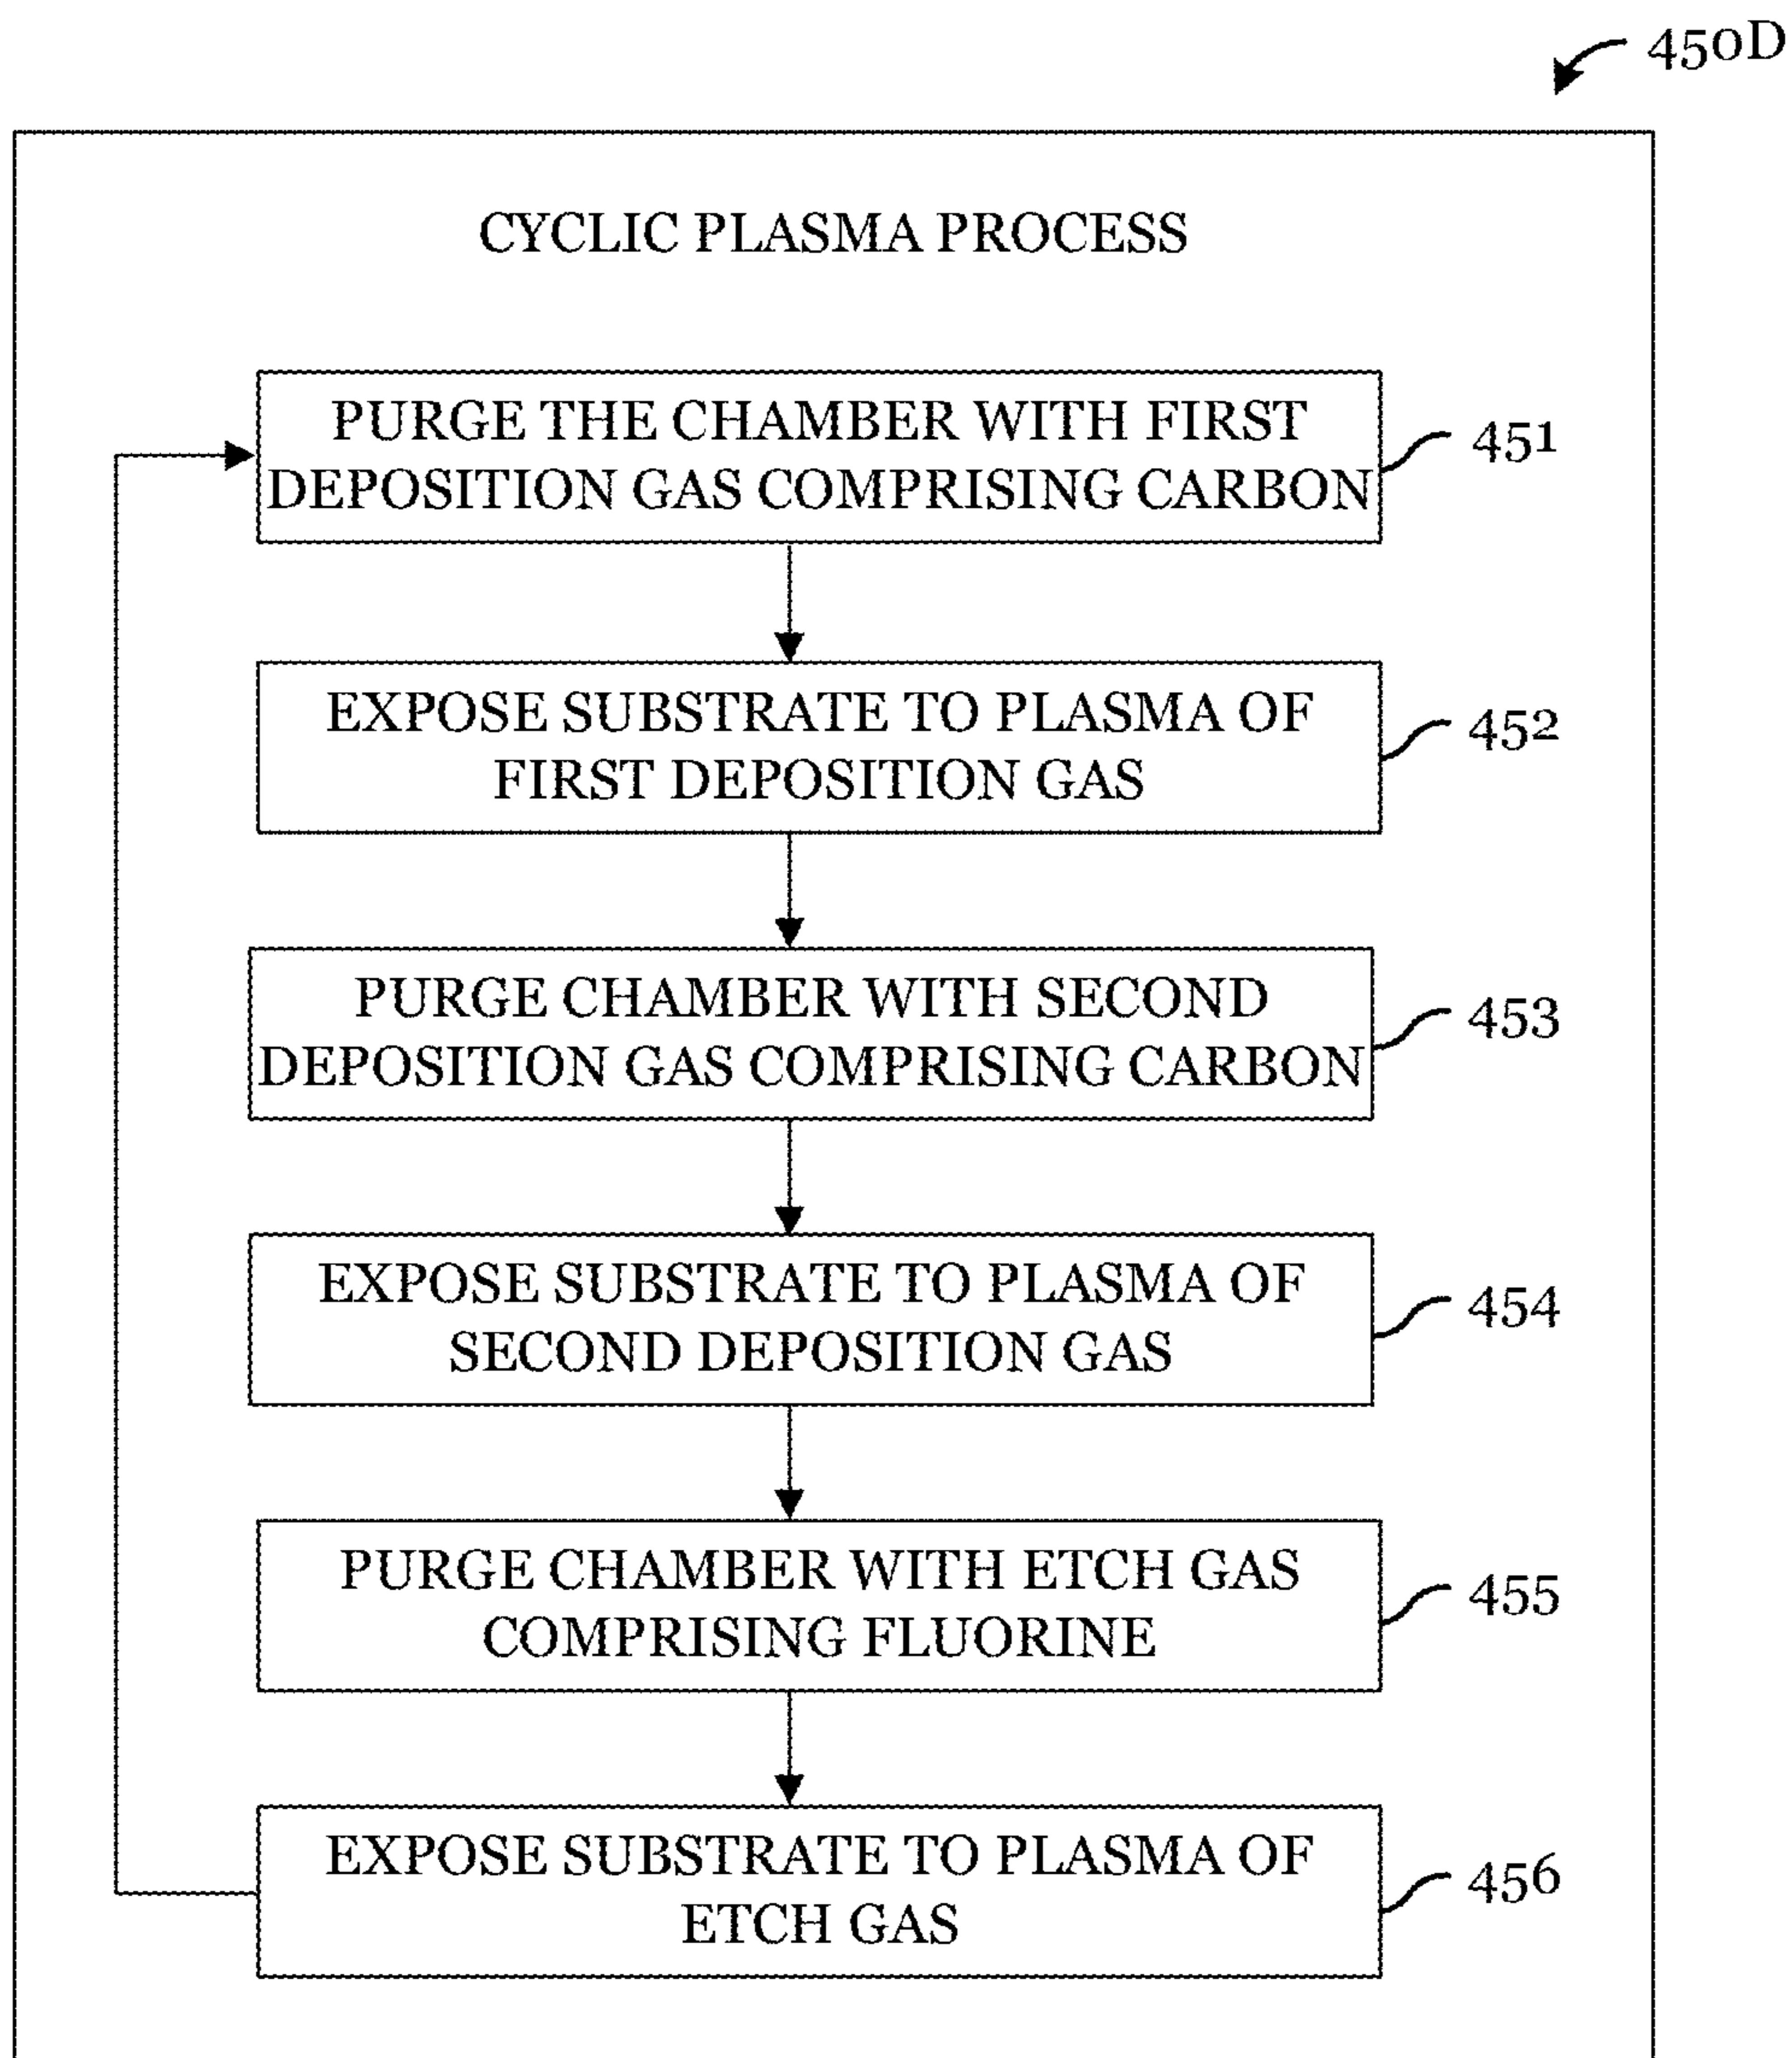 450D
CYCLIC PLASMA PROCESS
PURGE THE CHAMBER WITH FIRST
DEPOSITION GAS COMPRISING CARBON
451
EXPOSE SUBSTRATE TO PLASMA OF
FIRST DEPOSITION GAS
452
PURGE CHAMBER WITH SECOND
DEPOSITION GAS COMPRISING CARBON
453
EXPOSE SUBSTRATE TO PLASMA OF
SECOND DEPOSITION GAS
454
PURGE CHAMBER WITH ETCH GAS
COMPRISING FLUORINE
455
EXPOSE SUBSTRATE TO PLASMA OF
ETCH GAS
456